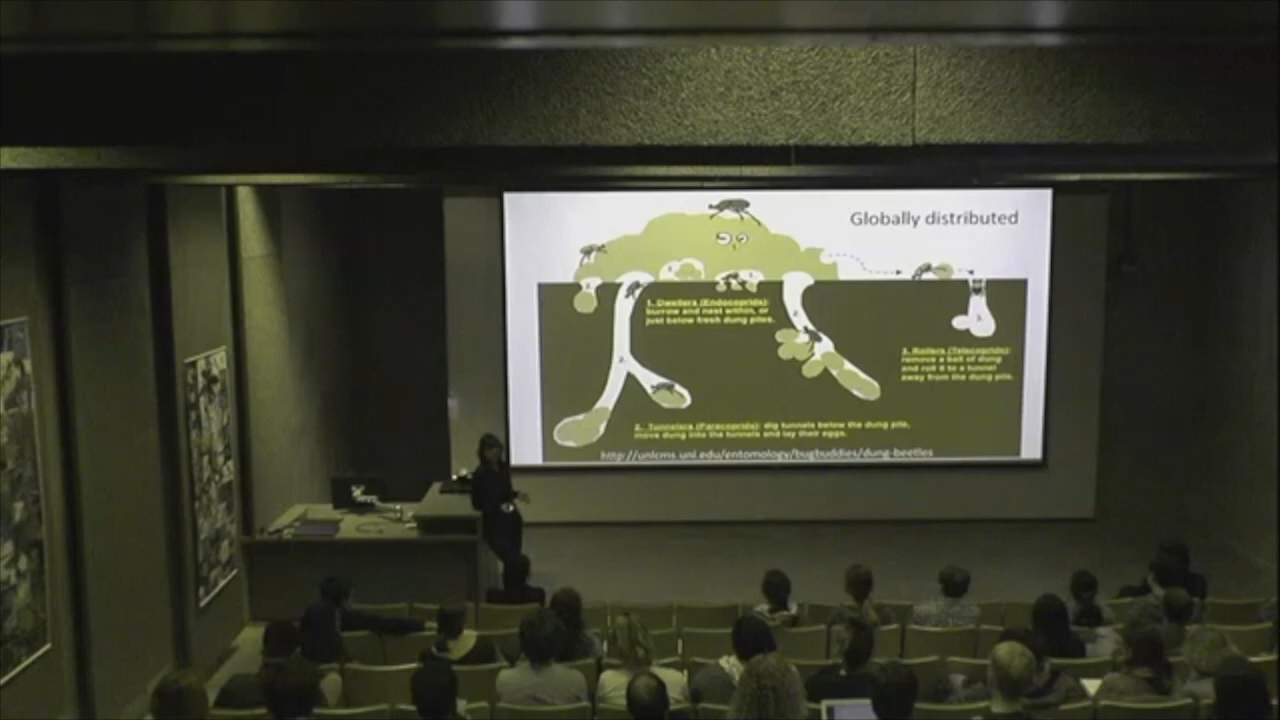 Globally distributed
1. Dwellers (Endocoprids):
burrow and nest within, or
just below fresh dung piles.
3. Rollers (Telecoprids):
remove a ball of dung
and roll it to a tunnel
away from the dung pile.
2. Tunnelers (Paracoprids): dig tunnels below the dung pile,
move dung into the tunnels and lay their eggs.
http://unlcms.unl.edu/entomology/bugbuddies/dung-beetles